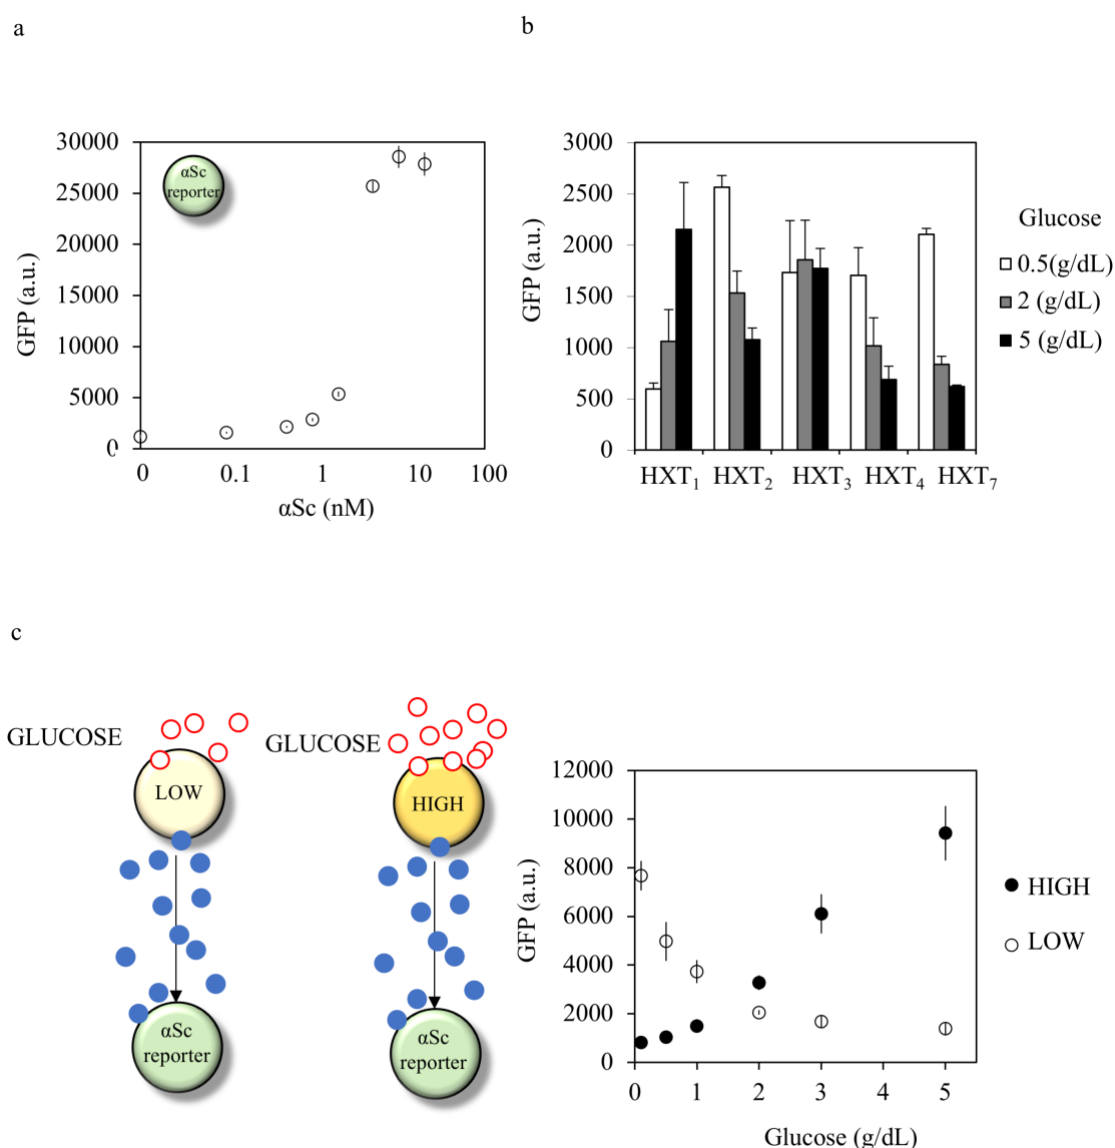 a
b
30000
25000
20000
15000
10000
5000
0
GFP (a.u.)
αSc
reporter
0
0.1
1
10
100
αSc (nM)
3000
2500
2000
1500
1000
500
0
GFP (a.u.)
HXT1
HXT2
HXT3
HXT4
HXT7
Glucose
0.5(g/dL)
2 (g/dL)
5 (g/dL)
c
GLUCOSE
LOW
αSc
reporter
GLUCOSE
HIGH
αSc
reporter
12000
10000
8000
6000
4000
2000
0
GFP (a.u.)
0
1
2
3
4
5
Glucose (g/dL)
HIGH
LOW